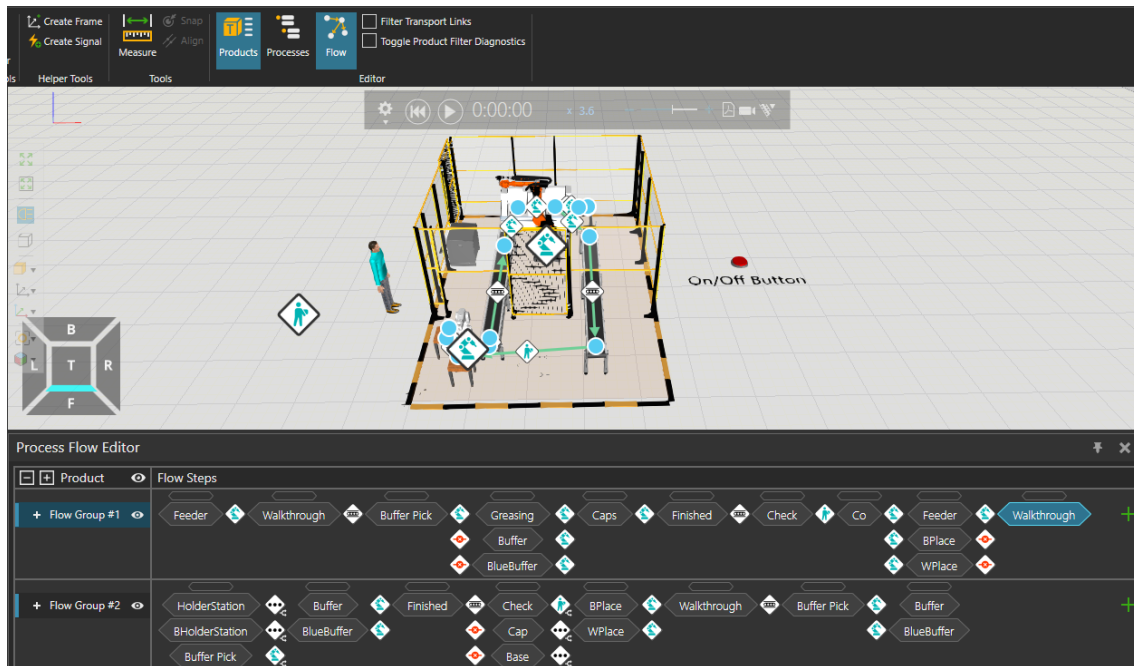 Create Frame
Create Signal
Measure
Snap
Align
Products
Processes
Flow
Filter Transport Links
Toggle Product Filter Diagnostics
Helper Tools
Tools
Editor
0:00:00
x 3.6
On/Off Button
B
L T R
F
Process Flow Editor
Product Flow Steps
Flow Group #1 Feeder Walkthrough Buffer Pick Greasing Caps Finished Check Co Feeder Walkthrough
Buffer BPlace
BlueBuffer WPlace
Flow Group #2 HolderStation Buffer Finished Check BPlace Walkthrough Buffer Pick Buffer
BHolderStation BlueBuffer Cap WPlace BlueBuffer
Buffer Pick Base